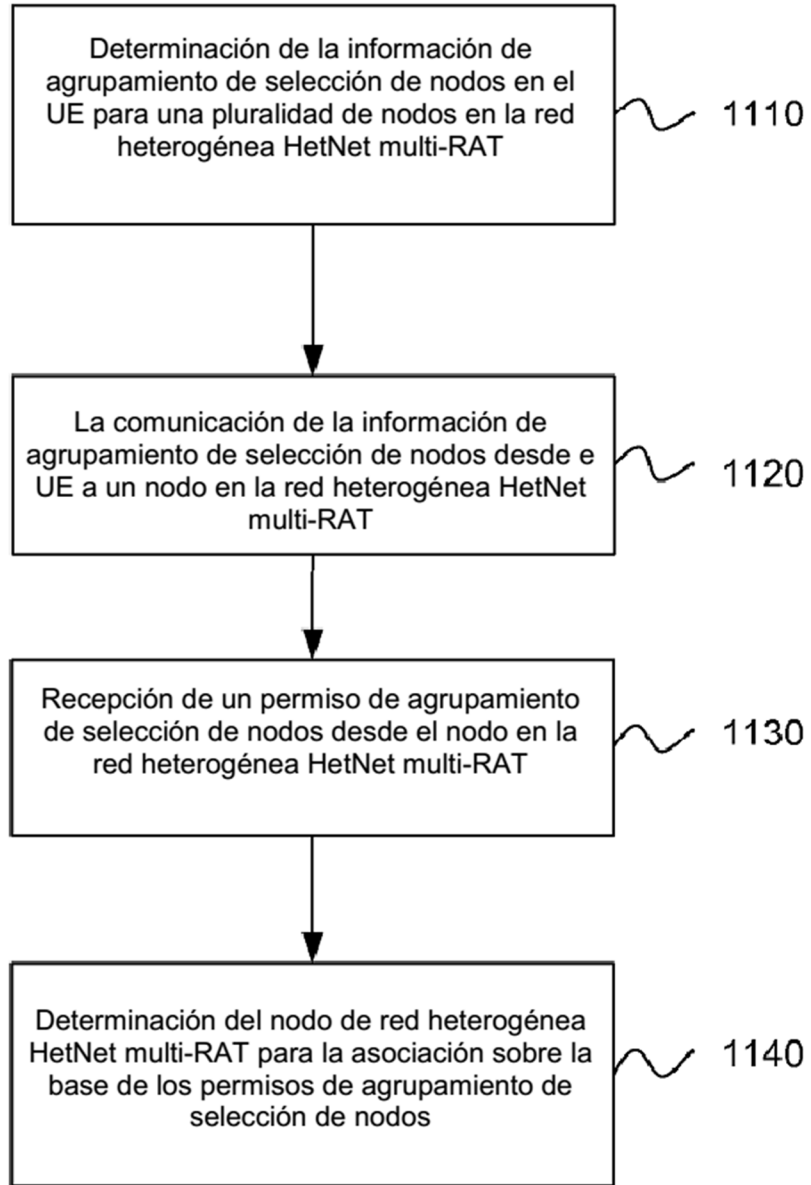 Determinación de la información de
agrupamiento de selección de nodos en el
UE para una pluralidad de nodos en la red
heterogénea HetNet multi-RAT
1110
La comunicación de la información de
agrupamiento de selección de nodos desde e
UE a un nodo en la red heterogénea HetNet
multi-RAT
1120
Recepción de un permiso de agrupamiento
de selección de nodos desde el nodo en la
red heterogénea HetNet multi-RAT
1130
Determinación del nodo de red heterogénea
HetNet multi-RAT para la asociación sobre la
base de los permisos de agrupamiento de
selección de nodos
1140